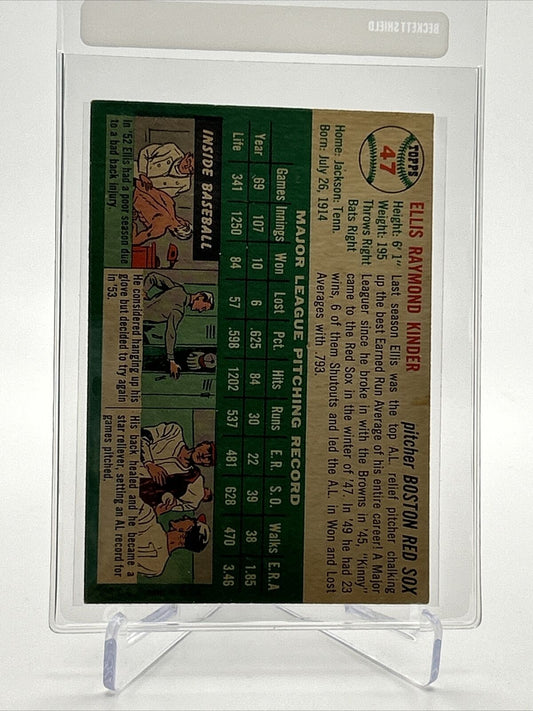 BECKETT SHIELD
TOPPS
47
ELLIS RAYMOND KINDER
pitcher BOSTON RED SOX
Height: 6' 1"
Weight: 195
Throws Right
Bats Right
Home: Jackson, Tenn.
Born: July 26, 1914
Last season, Ellis was the top A.L. relief pitcher chalking
up the best Earned Run Average of his entire career! A Major
Leaguer since he broke in with the Browns in '45, "Kinny"
came to the Red Sox in the winter of '47. In 49 he had 23
wins, 6 of them Shutouts and led the A.L. in Won and Lost
Averages with .793.
MAJOR LEAGUE PITCHING RECORD
Games Innings Won Lost Pct. Hits Runs E.R. S.O. Walks E.R.A
Year 69 107 10 6 .625 84 30 22 39 38 1.85
Life 341 1250 84 57 .598 1202 537 481 628 470 3.46
INSIDE BASEBALL
In '52 Ellis had a poor season due
to a bad back injury.
He considered hanging up his
glove but decided to try again
in '53.
His back healed and he became a
star reliever, setting an AL record for
games pitched.